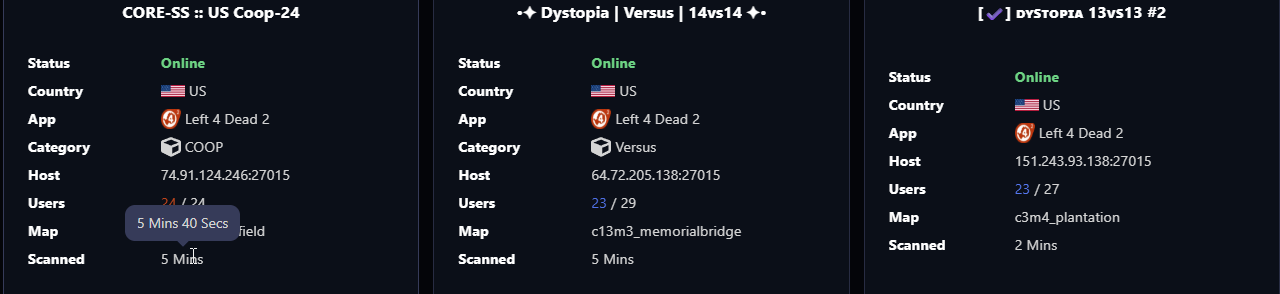 CORE-SS :: US Coop-24
Status Online
Country US
App Left 4 Dead 2
Category COOP
Host 74.91.124.246:27015
Users 24 / 24
5 Mins 40 Secs
Map field
Scanned 5 Mins
•✦ Dystopia | Versus | 14vs14 ✦•
Status Online
Country US
App Left 4 Dead 2
Category Versus
Host 64.72.205.138:27015
Users 23 / 29
Map c13m3_memorialbridge
Scanned 5 Mins
[ ✔ ] ᴅʏsᴛᴏᴘɪᴀ 13vs13 #2
Status Online
Country US
App Left 4 Dead 2
Host 151.243.93.138:27015
Users 23 / 27
Map c3m4_plantation
Scanned 2 Mins